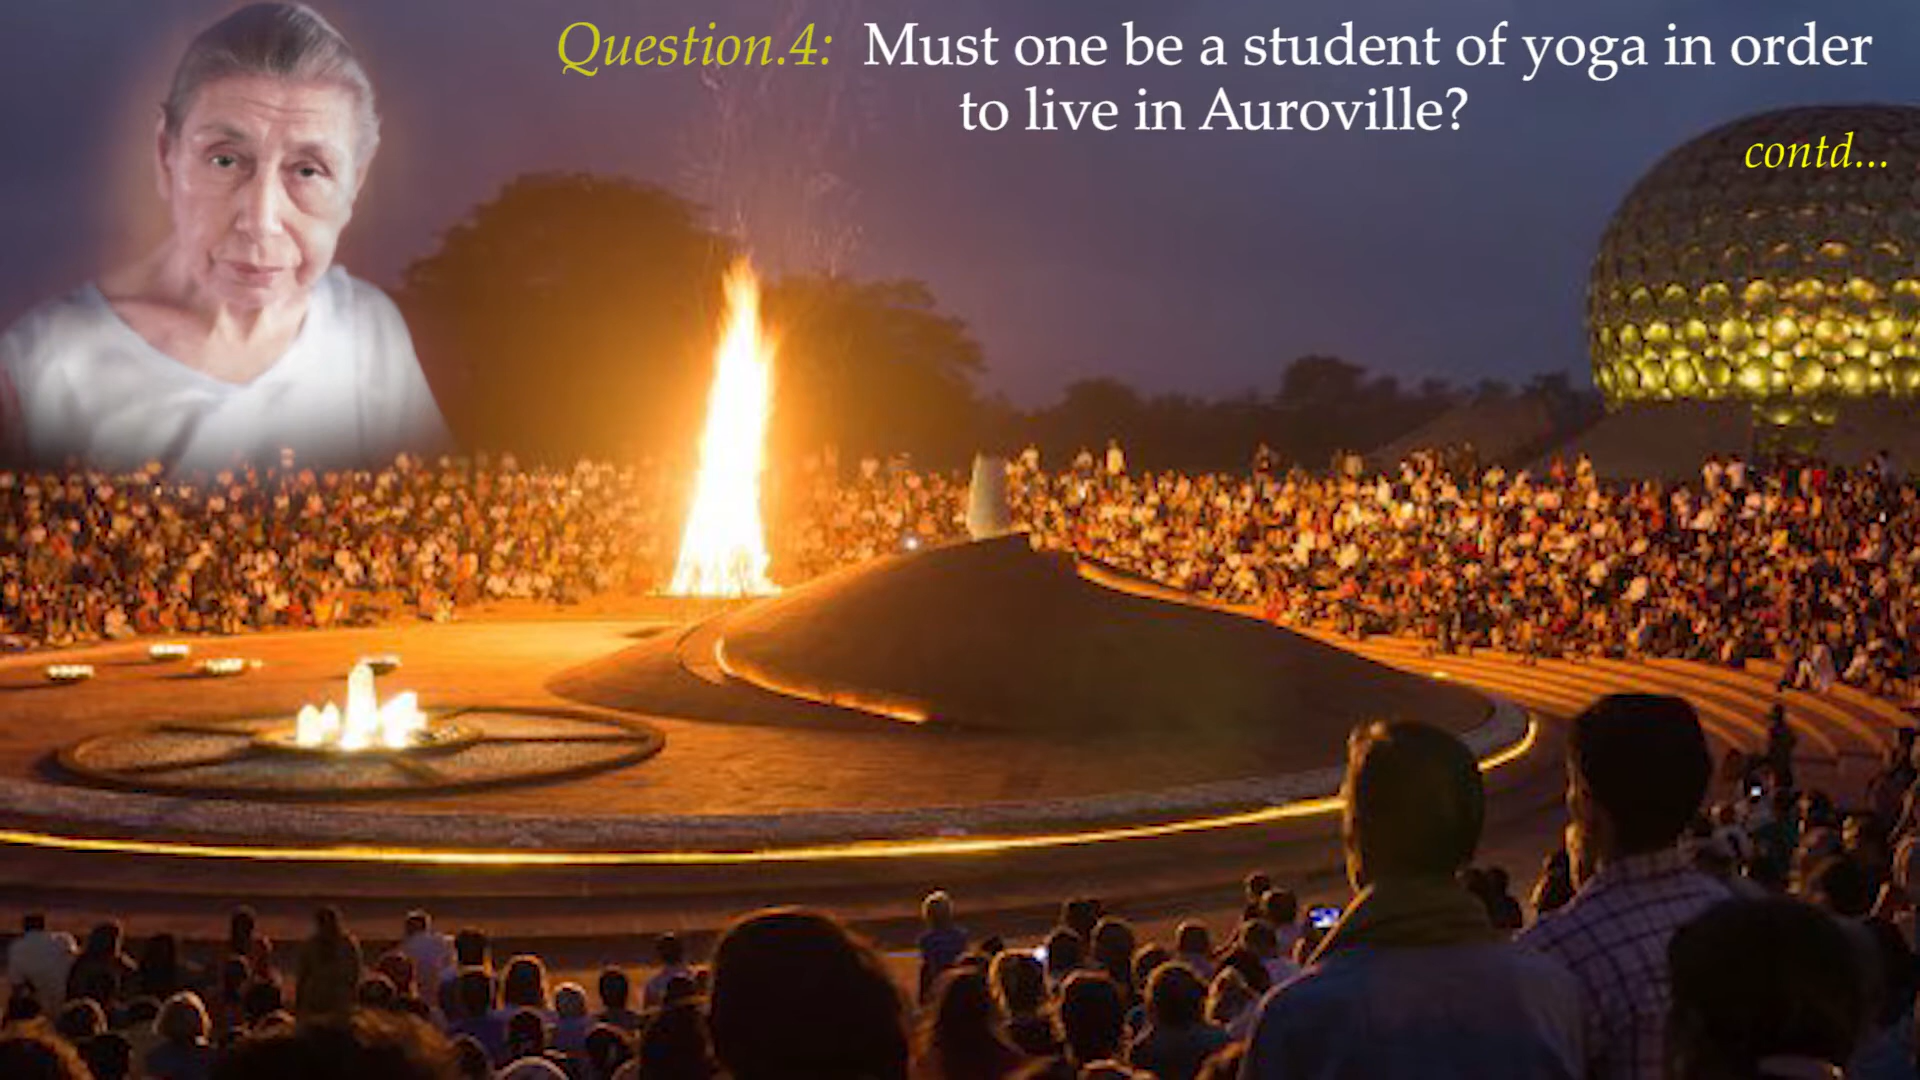 Question.4: Must one be a student of yoga in order
to live in Auroville?
contd...